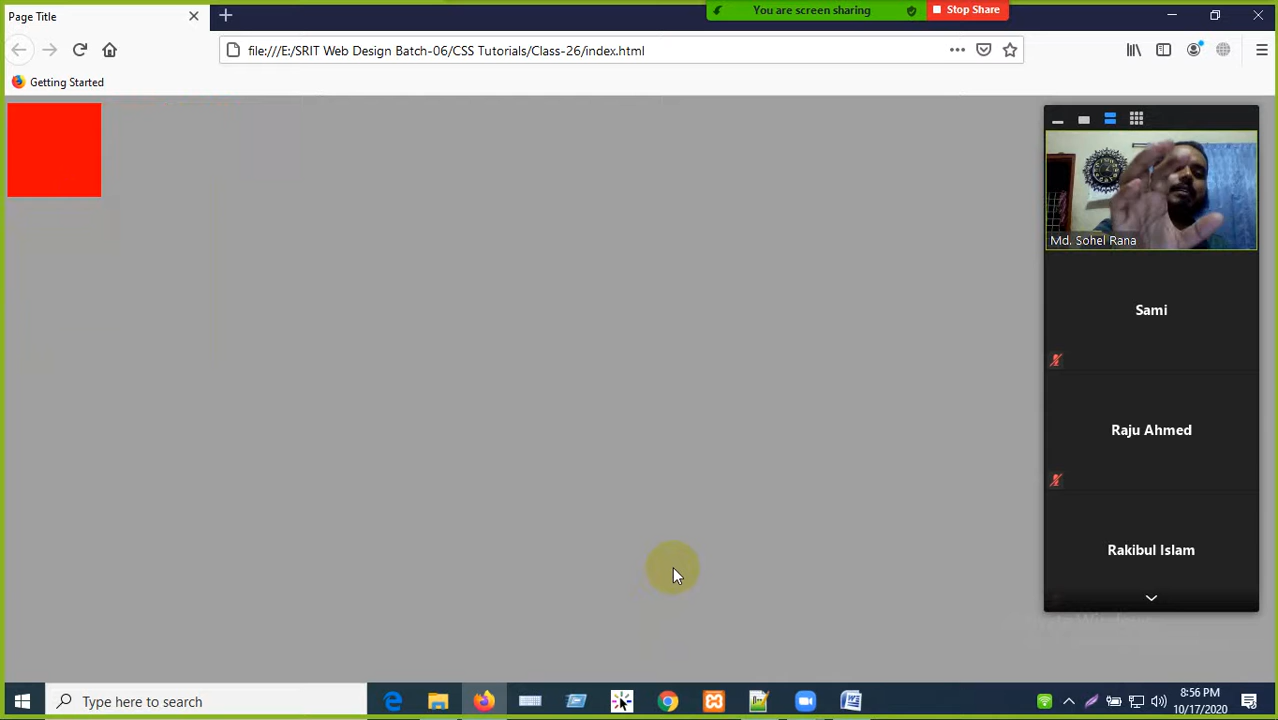 Page Title
You are screen sharing
Stop Share
file:///E:/SRIT Web Design Batch-06/CSS Tutorials/Class-26/index.html
Getting Started
Md. Sohel Rana
Sami
Raju Ahmed
Rakibul Islam
Type here to search
8:56 PM
10/17/2020